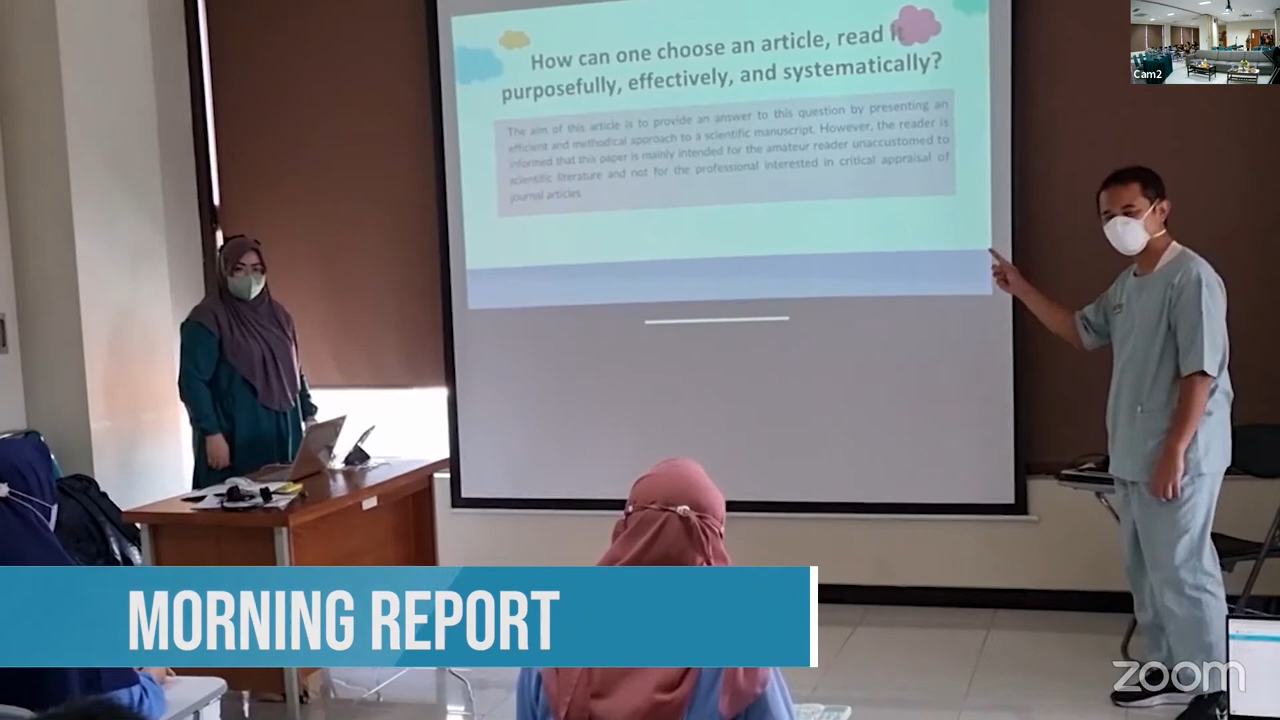 How can one choose an article, read it
purposefully, effectively, and systematically?
The aim of this article is to provide an answer to this question by presenting an
efficient and methodical approach to a scientific manuscript. However, the reader is
informed that this paper is mainly intended for the amateur reader unaccustomed to
scientific literature and not for the professional interested in critical appraisal of
journal articles
Cam2
MORNING REPORT
zoom